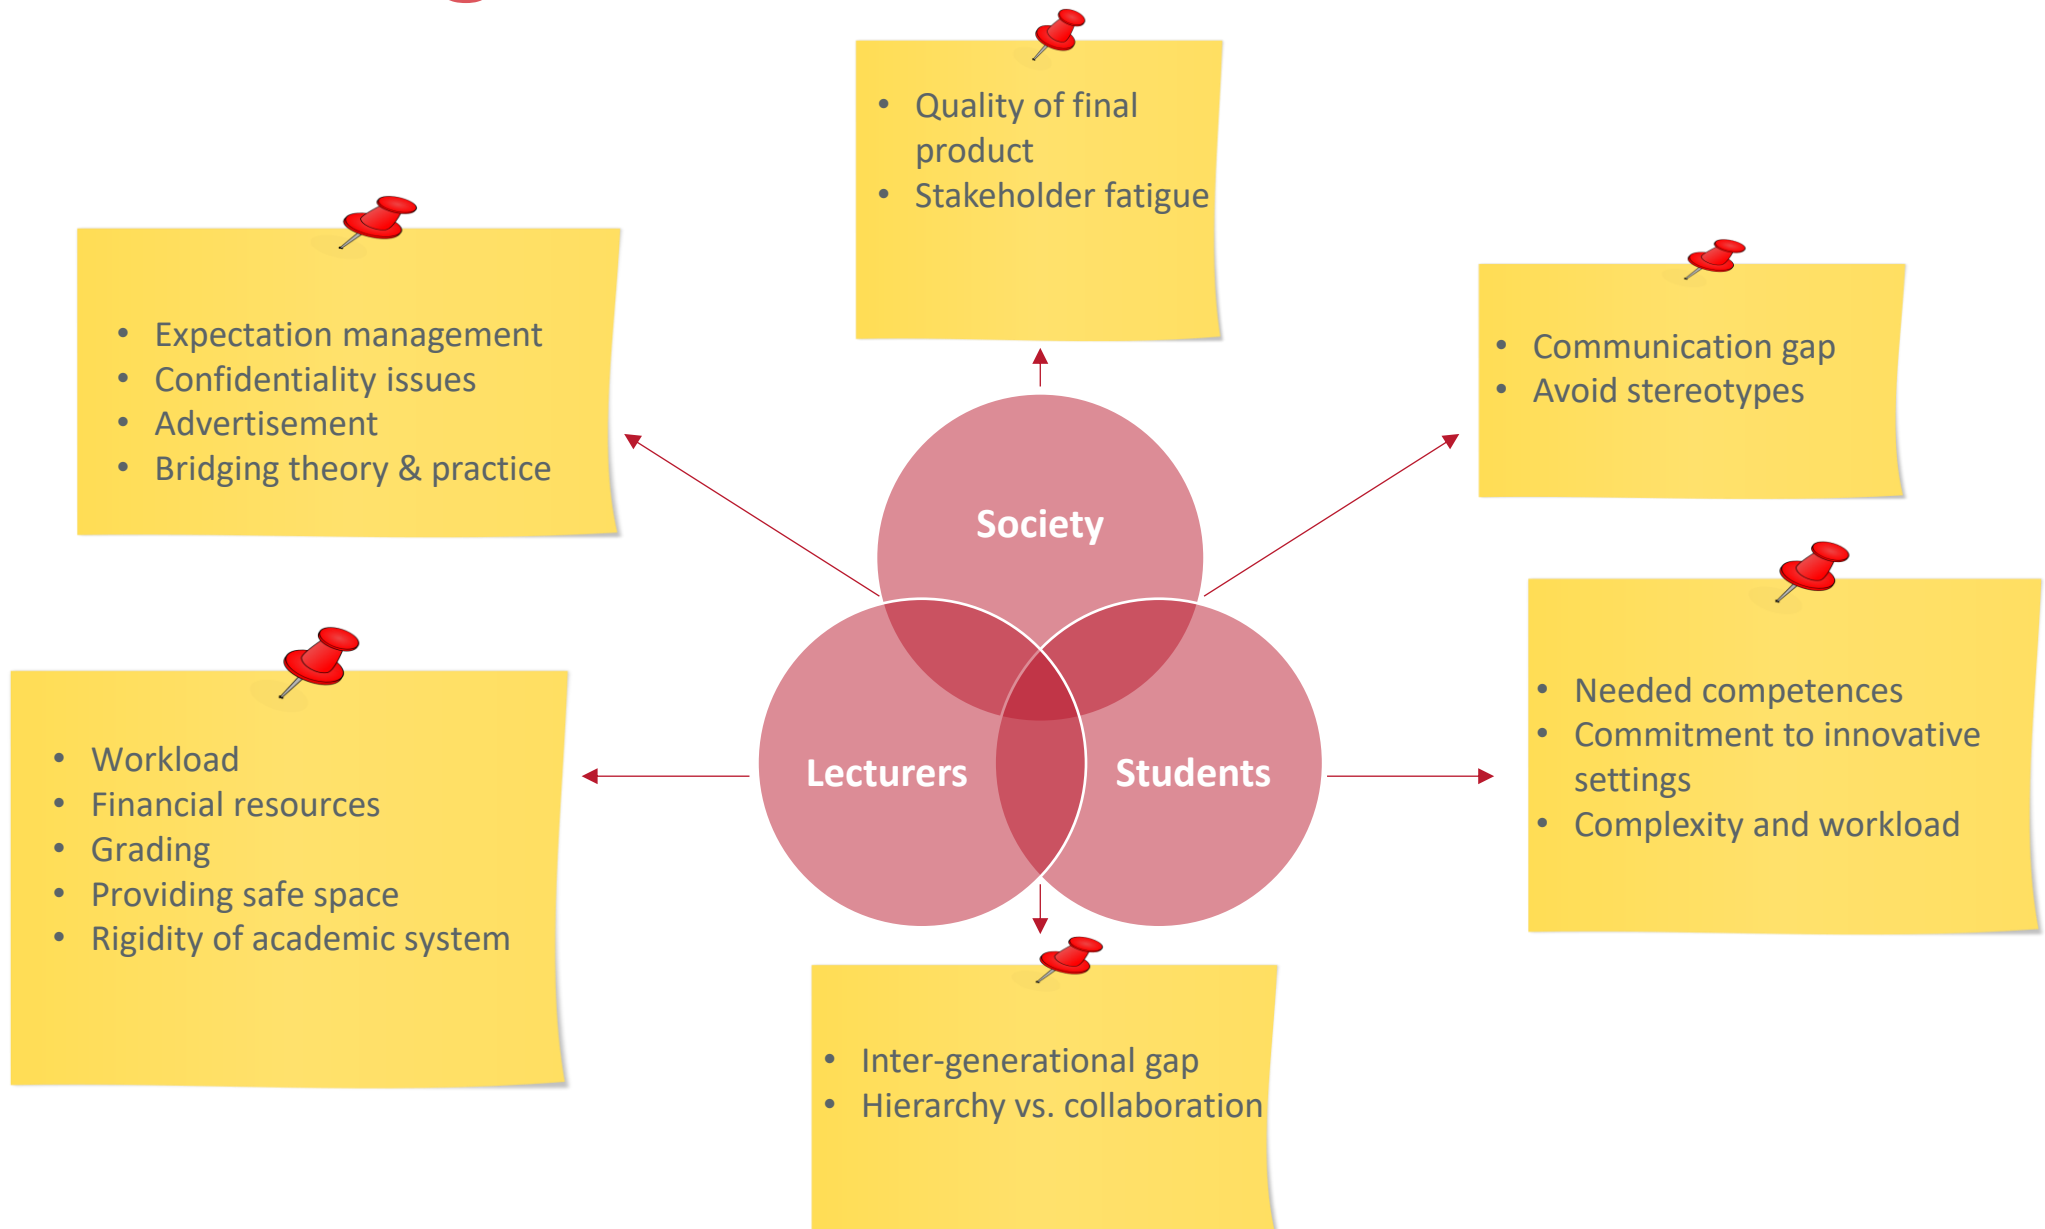 • Quality of final
product
• Stakeholder fatigue
• Expectation management
• Confidentiality issues
• Advertisement
• Bridging theory & practice
• Communication gap
• Avoid stereotypes
Society
Lecturers
Students
• Workload
• Financial resources
• Grading
• Providing safe space
• Rigidity of academic system
• Needed competences
• Commitment to innovative
settings
• Complexity and workload
• Inter-generational gap
• Hierarchy vs. collaboration